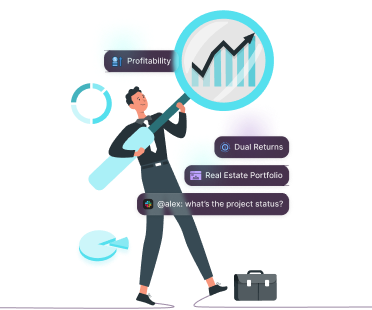 Profitability
Dual Returns
Real Estate Portfolio
@alex: what's the project status?